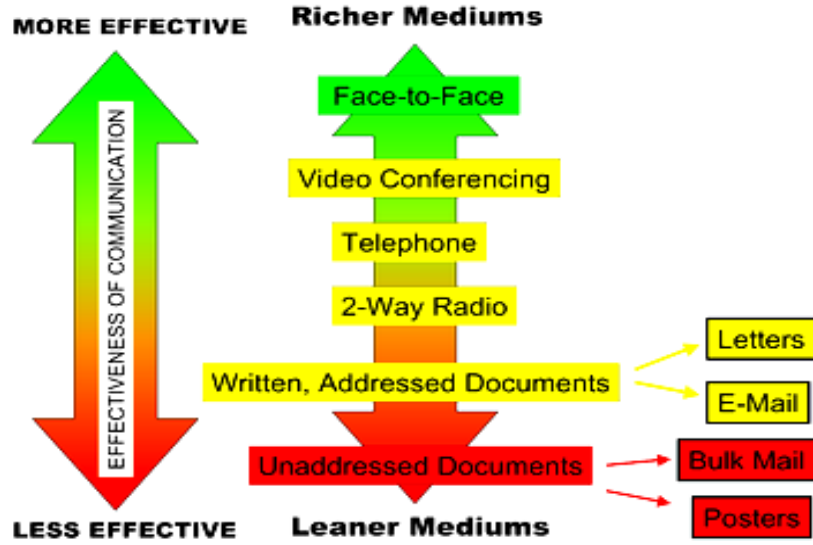 MORE EFFECTIVE
Richer Mediums
EFFECTIVENESS OF COMMUNICATION
Face-to-Face
Video Conferencing
Telephone
2-Way Radio
Written, Addressed Documents
Letters
E-Mail
Unaddressed Documents
Bulk Mail
Posters
LESS EFFECTIVE
Leaner Mediums